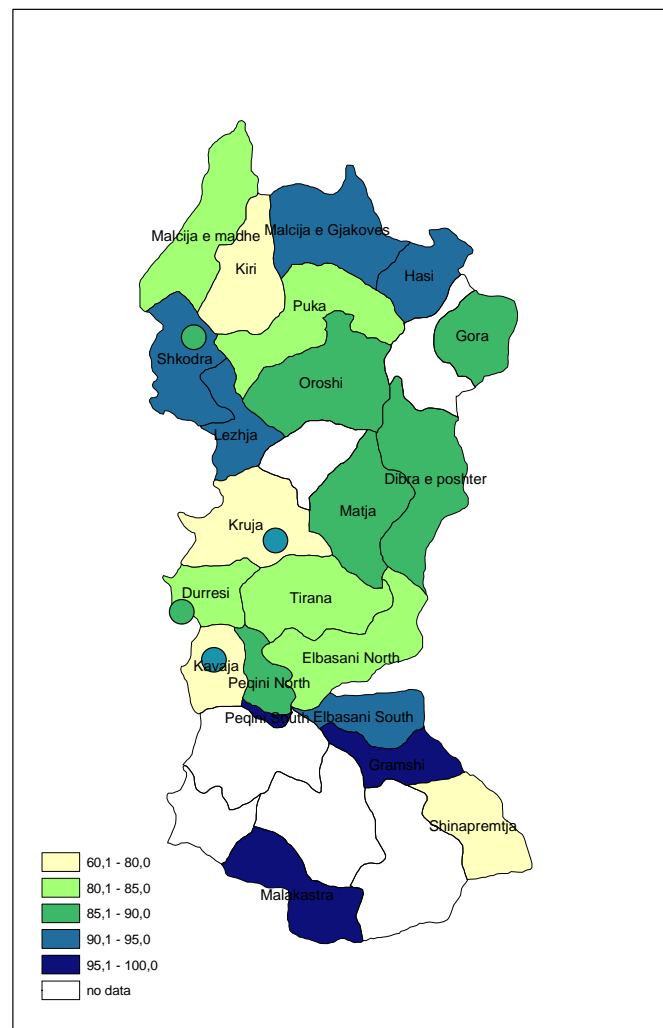 Malcija e madhe
Malcija e Gjakoves
Kiri
Hasi
Puka
Gora
Shkodra
Oroshi
Lezhja
Dibra e poshter
Matja
Kruja
Durresi
Tirana
Elbasani North
Kavaja
Peqini North
Peqini South
Elbasani South
Gramshi
Shinapremtja
Malakastra
60,1 - 80,0
80,1 - 85,0
85,1 - 90,0
90,1 - 95,0
95,1 - 100,0
no data